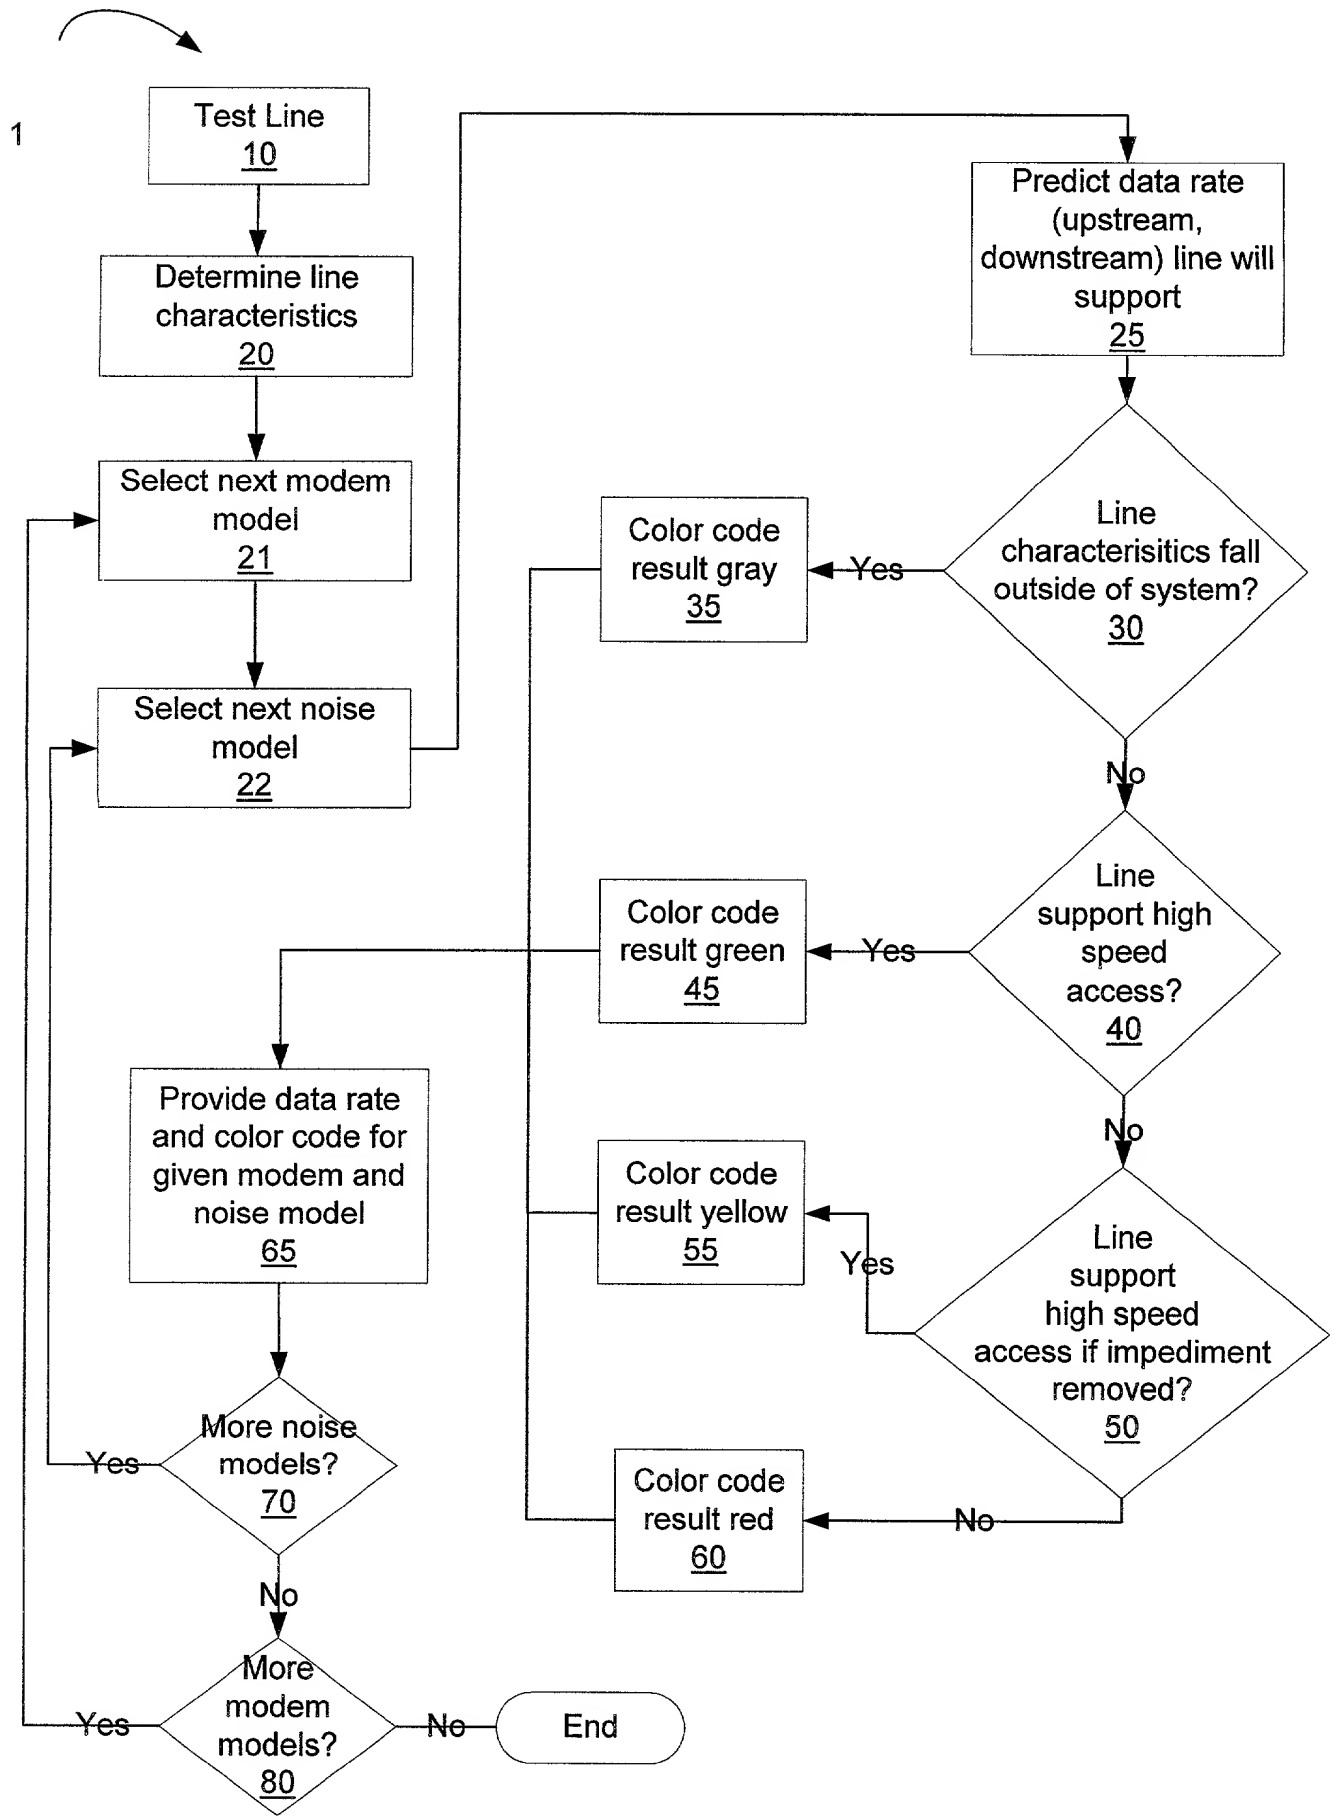 1
Test Line
10
Determine line
characteristics
20
Select next modem
model
21
Select next noise
model
22
Predict data rate
(upstream,
downstream) line will
support
25
Line
characterisitics fall
outside of system?
30
Yes
Color code
result gray
35
No
Line
support high
speed
access?
40
Yes
Color code
result green
45
No
Line
support
high speed
access if impediment
removed?
50
Yes
Color code
result yellow
55
No
Color code
result red
60
Provide data rate
and color code for
given modem and
noise model
65
More noise
models?
70
Yes
No
More
modem
models?
80
Yes
No
End